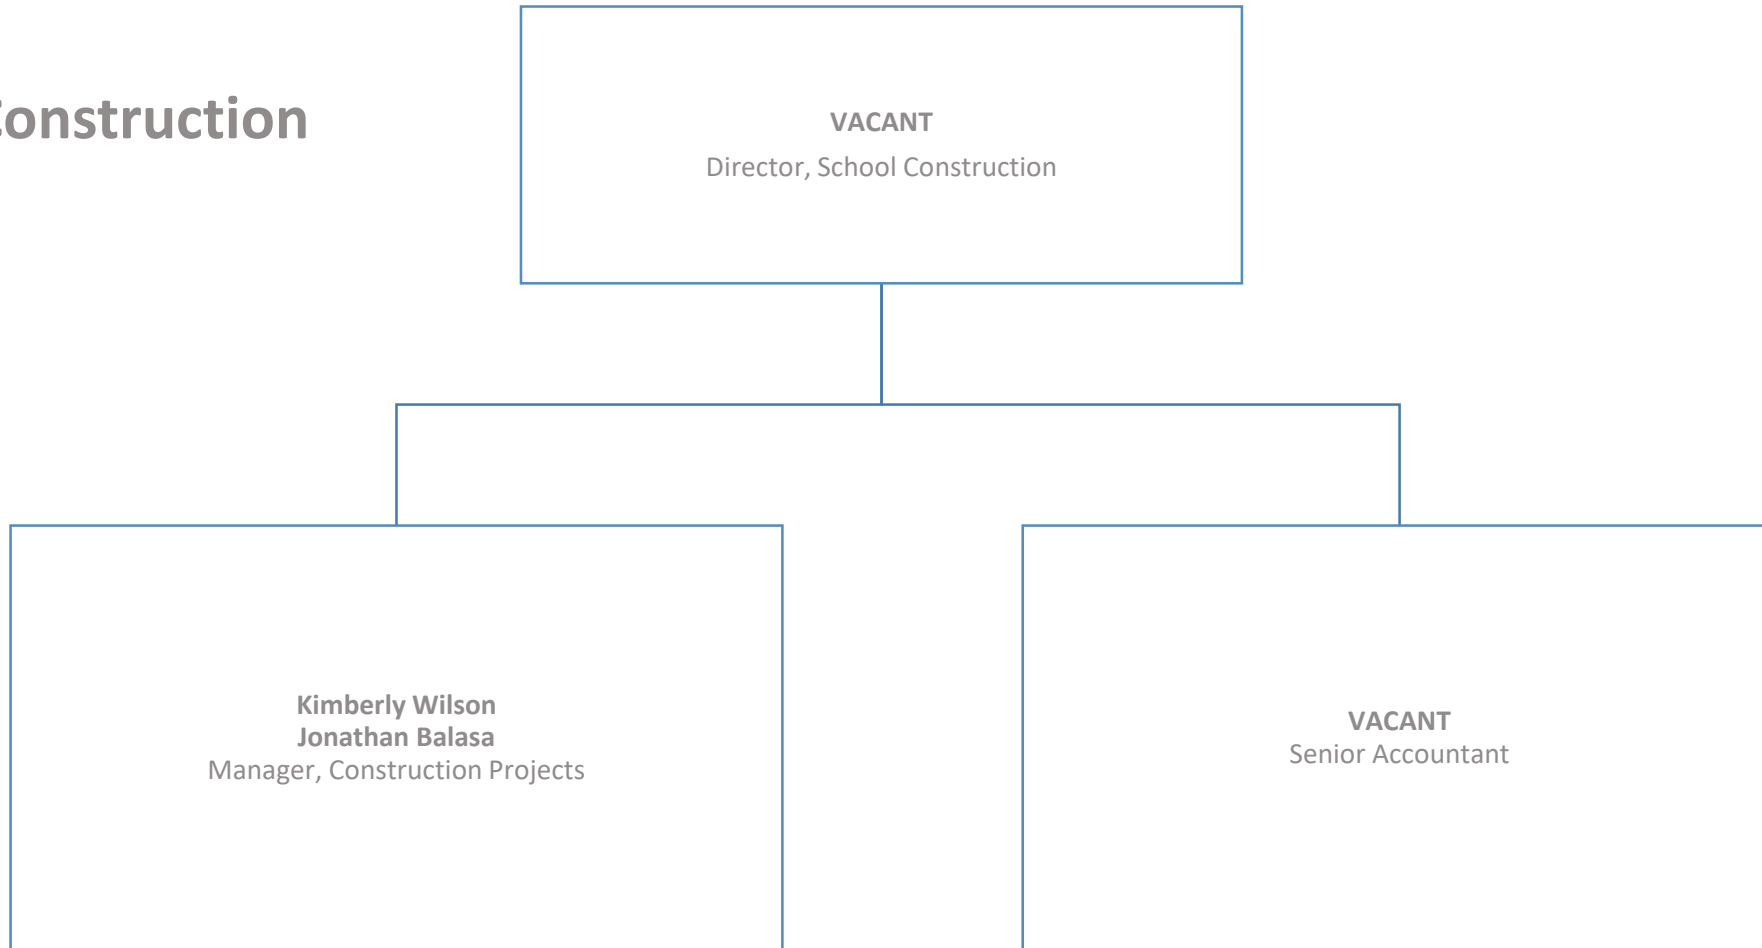 onstruction
VACANT
Director, School Construction
Kimberly Wilson
Jonathan Balasa
Manager, Construction Projects
VACANT
Senior Accountant